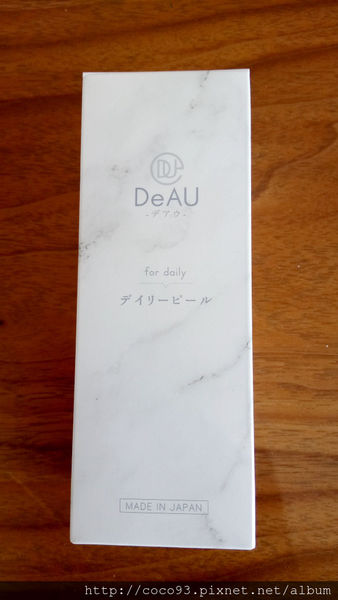 DeAU
-デアウ-
for daily
デイリーピール
MADE IN JAPAN
http://coco93.pixnet.net/album